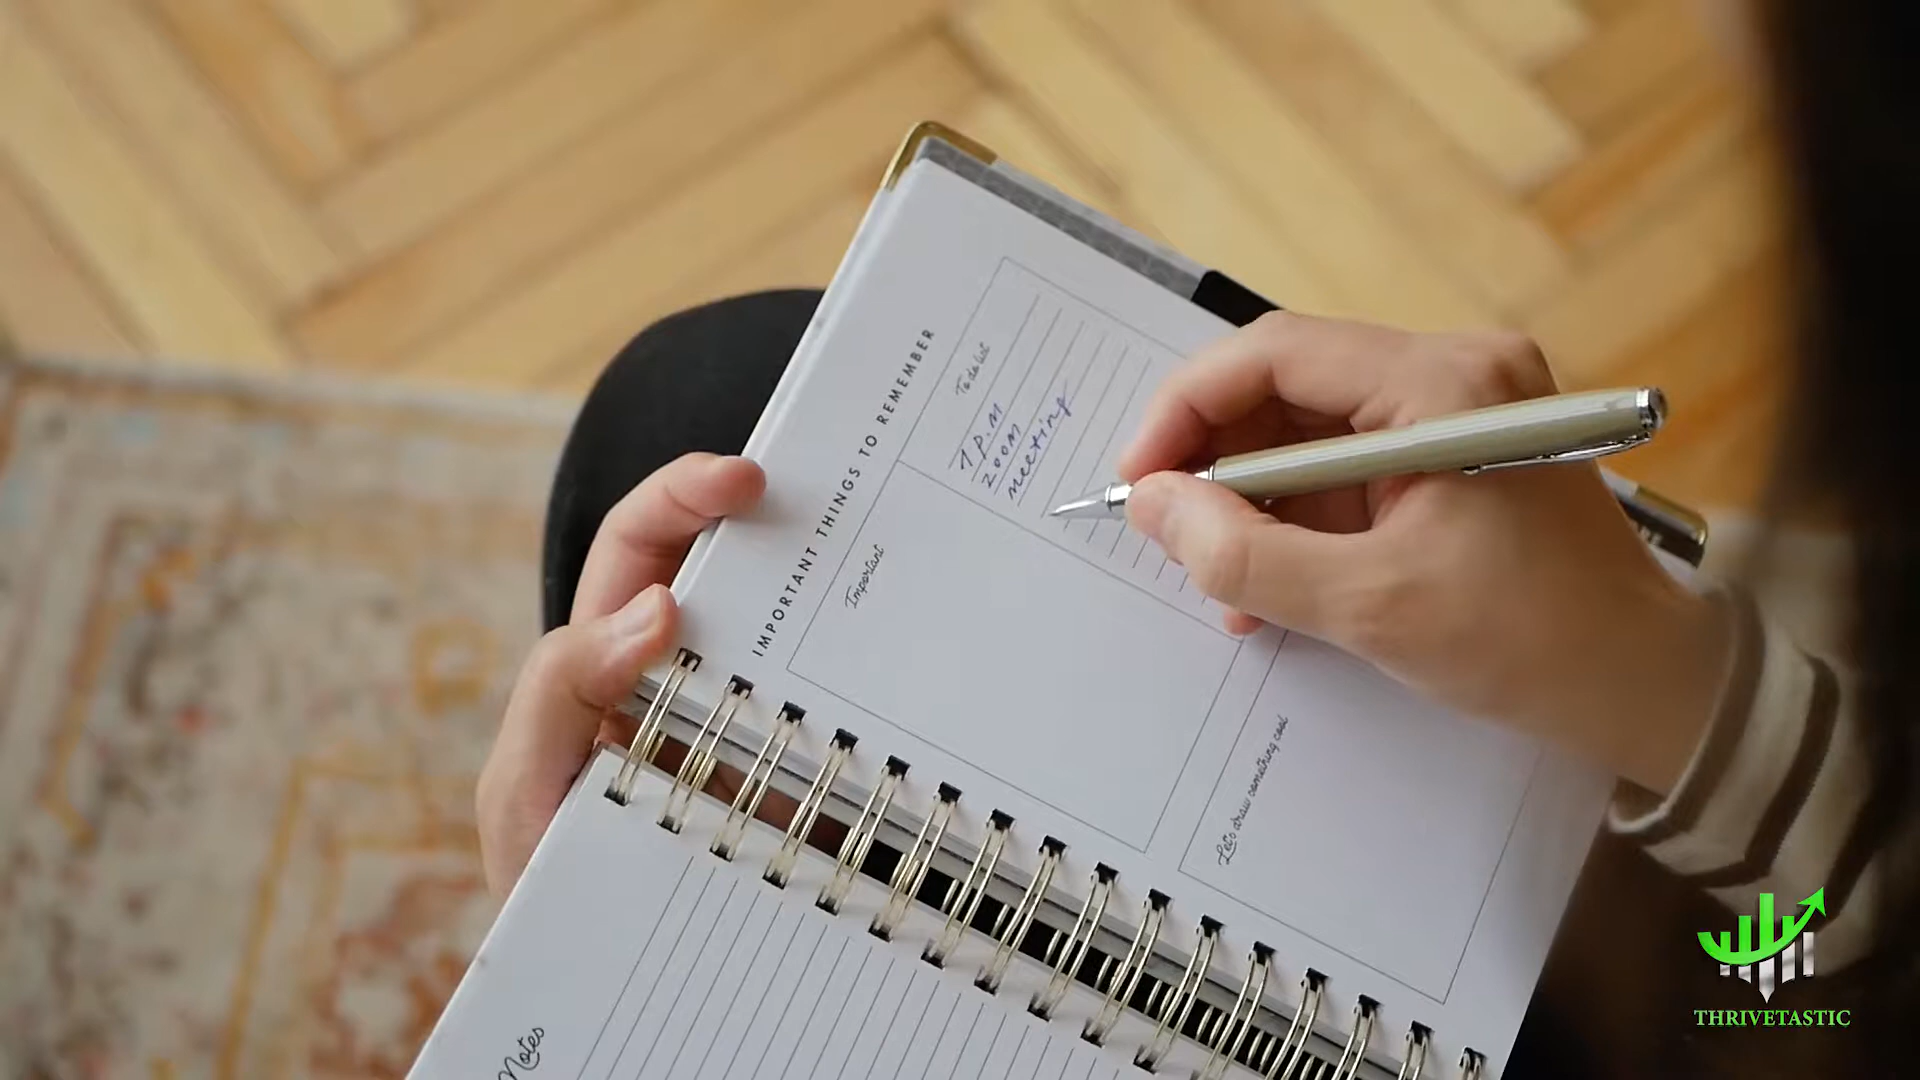 IMPORTANT THINGS TO REMEMBER
To do list
1 P.M
ZOOM
meeting
Important
Let's draw something cool
Notes
THRIVETASTIC